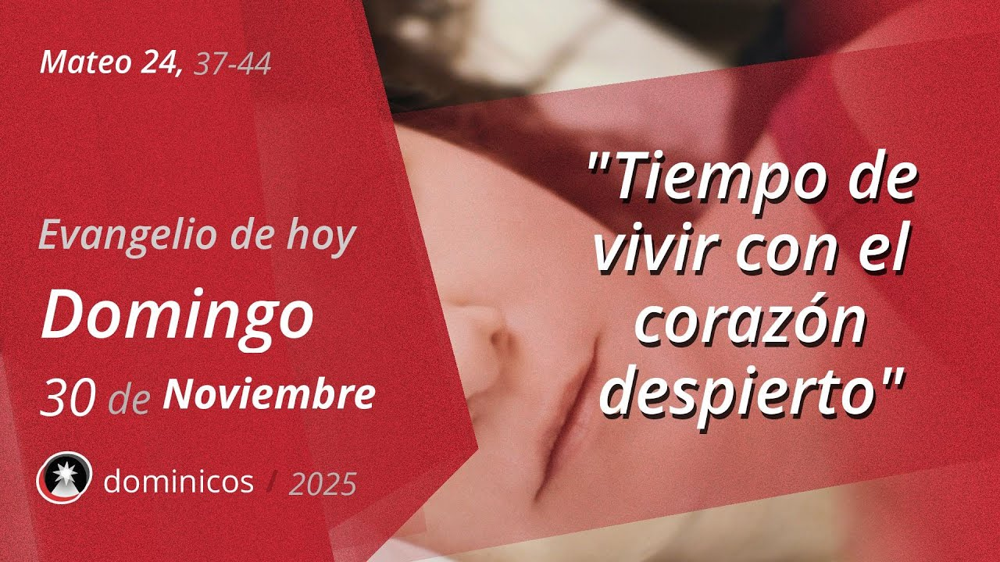 Mateo 24, 37-44
Evangelio de hoy
Domingo
30 de Noviembre
dominicos / 2025
"Tiempo de
vivir con el
corazón
despierto"